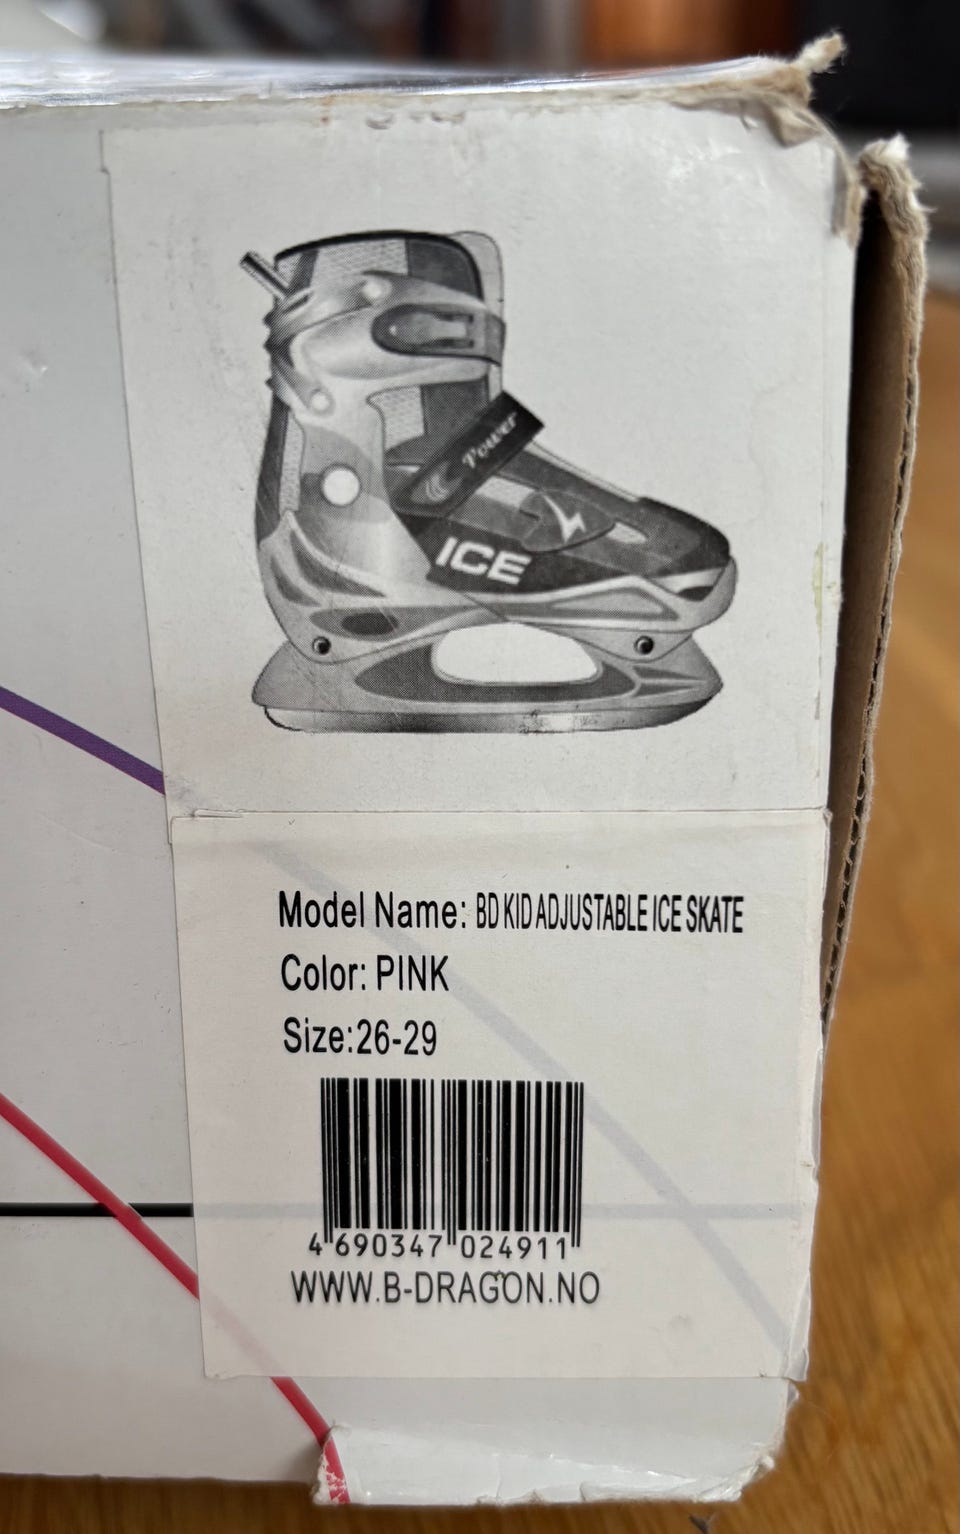 Power
ICE
Model Name: BD KID ADJUSTABLE ICE SKATE
Color: PINK
Size:26-29
4 690347 024911
WWW.B-DRAGON.NO